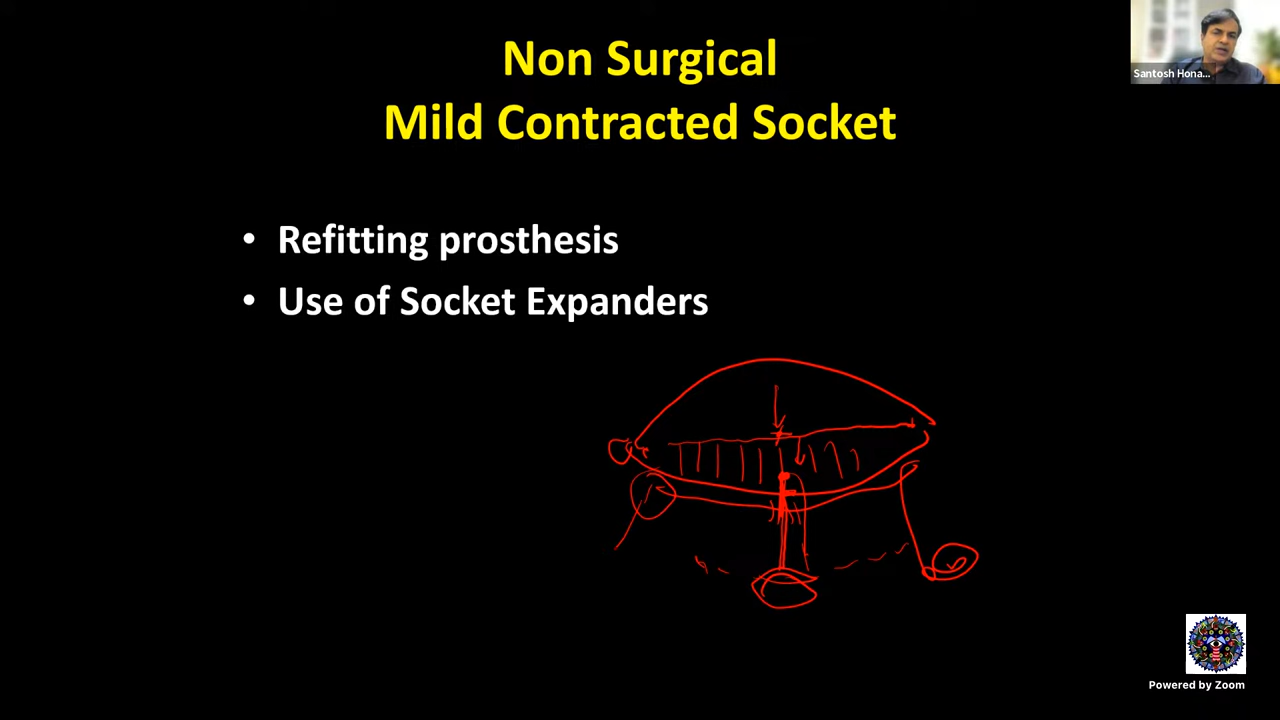 Non Surgical
Mild Contracted Socket
Santosh Hona...
• Refitting prosthesis
• Use of Socket Expanders
Powered by Zoom